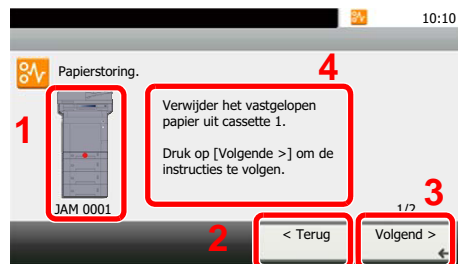 10:10
Papierstoring.
4
1
Verwijder het vastgelopen
papier uit cassette 1.
Druk op [Volgende >] om de
instructies te volgen.
JAM 0001
1/2
3
2
< Terug
Volgend >